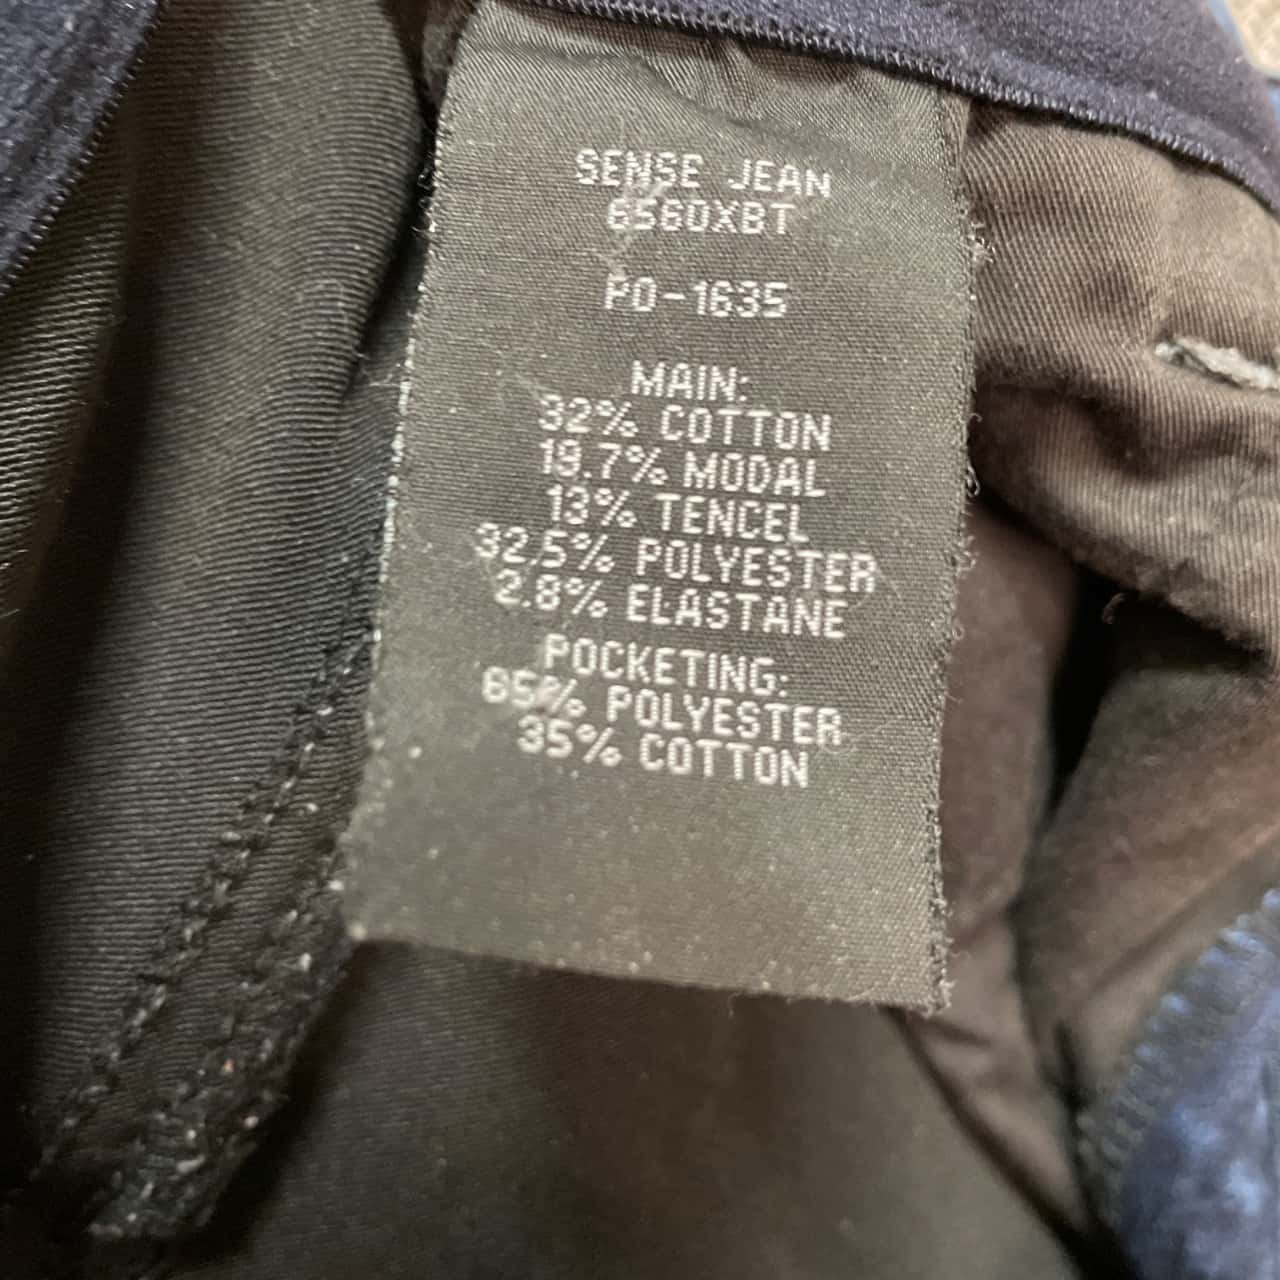 SENSE JEAN
6560XBT
PO-1635
MAIN:
32% COTTON
19.7% MODAL
13% TENCEL
32.5% POLYESTER
2.8% ELASTANE
POCKETING:
65% POLYESTER
35% COTTON